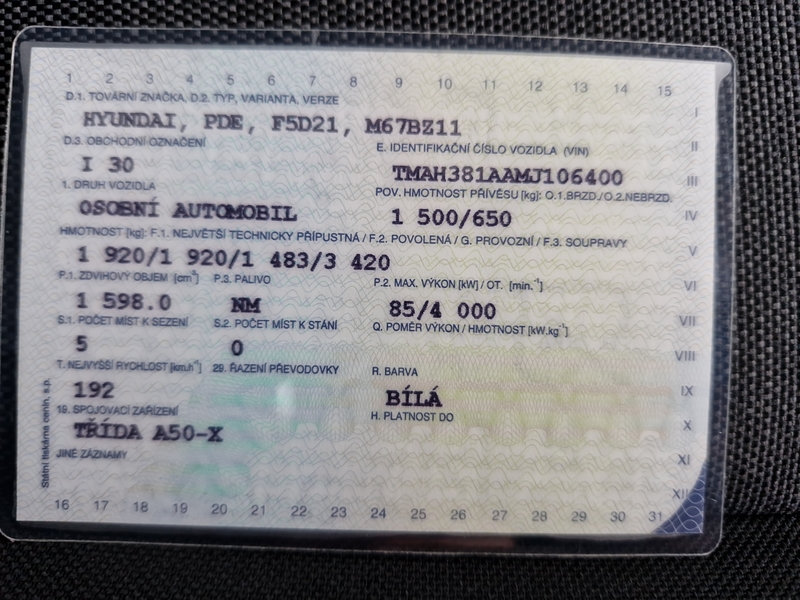 1 2 3 4 5 6 7 8 9 10 11 12 13 14 15
D.1. TOVÁRNÍ ZNAČKA, D.2. TYP, VARIANTA, VERZE
I
HYUNDAI, PDE, F5D21, M67BZ11
D.3. OBCHODNÍ OZNAČENÍ
E. IDENTIFIKAČNÍ ČÍSLO VOZIDLA (VIN)
II
I 30
TMAH381AAMJ106400
III
1. DRUH VOZIDLA
POV. HMOTNOST PŘÍVĚSU [kg]: O.1.BRZD./O.2.NEBRZD.
OSOBNÍ AUTOMOBIL
1 500/650
IV
HMOTNOST [kg]: F.1. NEJVĚTŠÍ TECHNICKY PŘÍPUSTNÁ / F.2. POVOLENÁ / G. PROVOZNÍ / F.3. SOUPRAVY
V
1 920/1 920/1 483/3 420
P.1. ZDVIHOVÝ OBJEM [cm³]
P.3. PALIVO
P.2. MAX. VÝKON [kW] / OT. [min.⁻¹]
VI
1 598.0
NM
85/4 000
S.1. POČET MÍST K SEZENÍ
S.2. POČET MÍST K STÁNÍ
Q. POMĚR VÝKON / HMOTNOST [kW.kg⁻¹]
VII
5
0
VIII
T. NEJVYŠŠÍ RYCHLOST [km.h⁻¹]
29. ŘAZENÍ PŘEVODOVKY
R. BARVA
192
BÍLÁ
IX
19. SPOJOVACÍ ZAŘÍZENÍ
H. PLATNOST DO
TŘÍDA A50-X
X
JINÉ ZÁZNAMY
XI
XII
Státní tiskárna cenin, s.p.
16 17 18 19 20 21 22 23 24 25 26 27 28 29 30 31